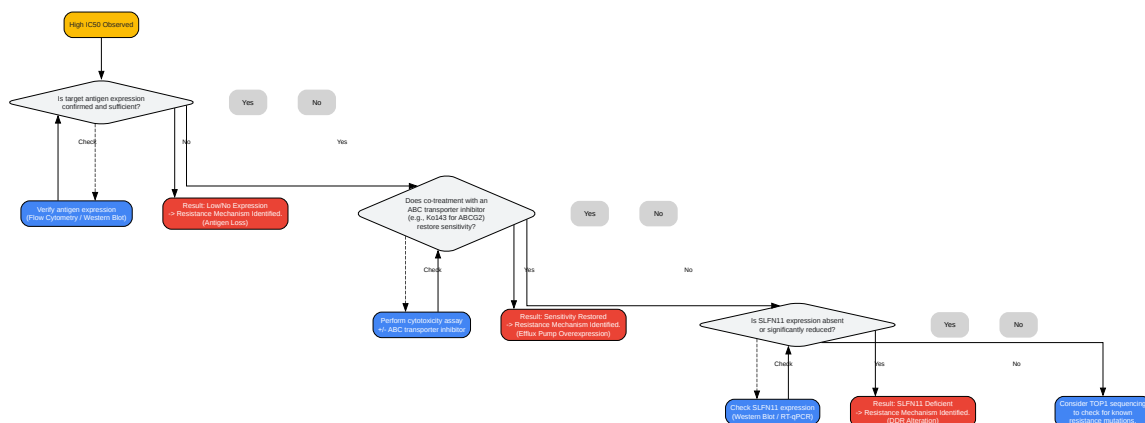 High IC50 Observed
Is target antigen expression
confirmed and sufficient?
Yes
No
Check
No
Yes
Verify antigen expression
(Flow Cytometry / Western Blot)
Result: Low/No Expression
-> Resistance Mechanism Identified.
(Antigen Loss)
Does co-treatment with an
ABC transporter inhibitor
(e.g., Ko143 for ABCG2)
restore sensitivity?
Yes
No
Check
Yes
No
Perform cytotoxicity assay
+/- ABC transporter inhibitor
Result: Sensitivity Restored
-> Resistance Mechanism Identified.
(Efflux Pump Overexpression)
Is SLFN11 expression absent
or significantly reduced?
Yes
No
Check
Yes
No
Check SLFN11 expression
(Western Blot / RT-qPCR)
Result: SLFN11 Deficient
-> Resistance Mechanism Identified.
(DDR Alteration)
Consider TOP1 sequencing
to check for known
resistance mutations.